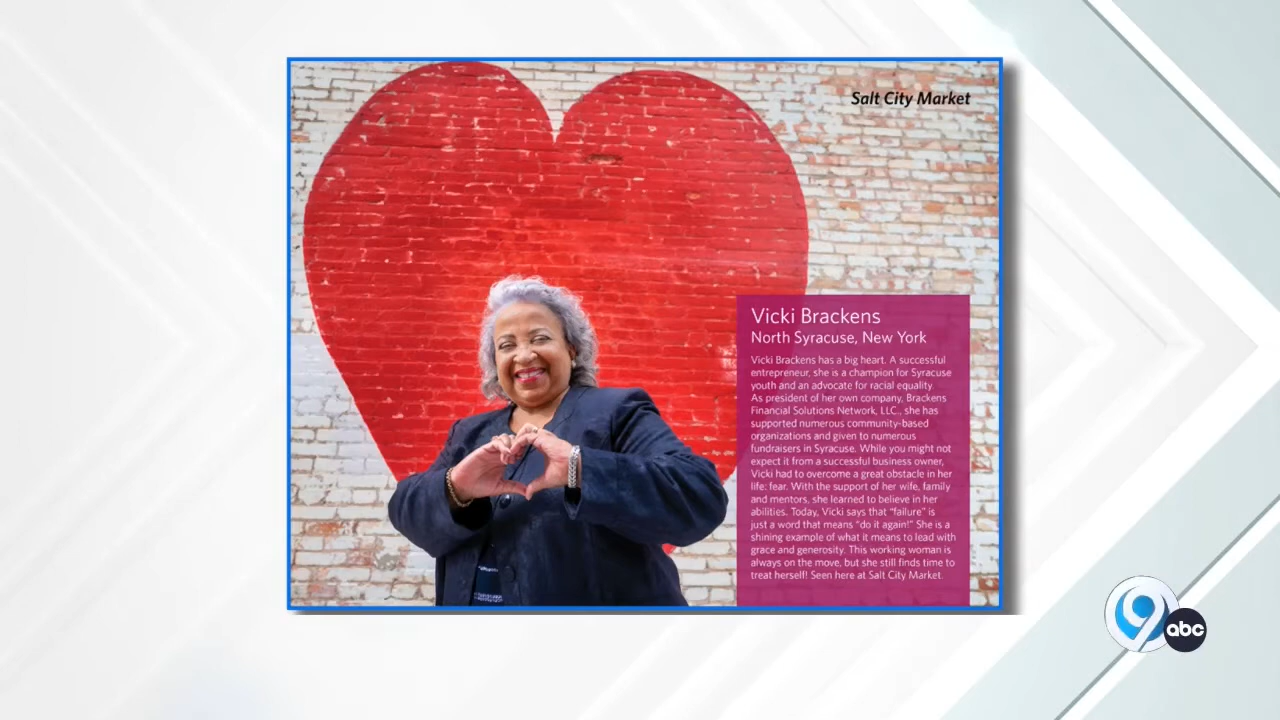 Salt City Market
Vicki Brackens
North Syracuse, New York
Vicki Brackens has a big heart. A successful
entrepreneur, she is a champion for Syracuse
youth and an advocate for racial equality
As president of her own company, Brackens
Financial Solutions Network, LLC., she has
supported numerous community-based
organizations and given to numerous
fundraisers in Syracuse. While you might not
expect it from a successful business owner,
Vicki had to overcome a great obstacle in her
life: fear. With the support of her wife, family
and mentors, she learned to believe in her
abilities. Today, Vicki says that “failure” is
just a word that means “do it again!” She is a
shining example of what it means to lead with
grace and generosity. This working woman is
always on the move, but she still finds time to
treat herself! Seen here at Salt City Market.
9
abc